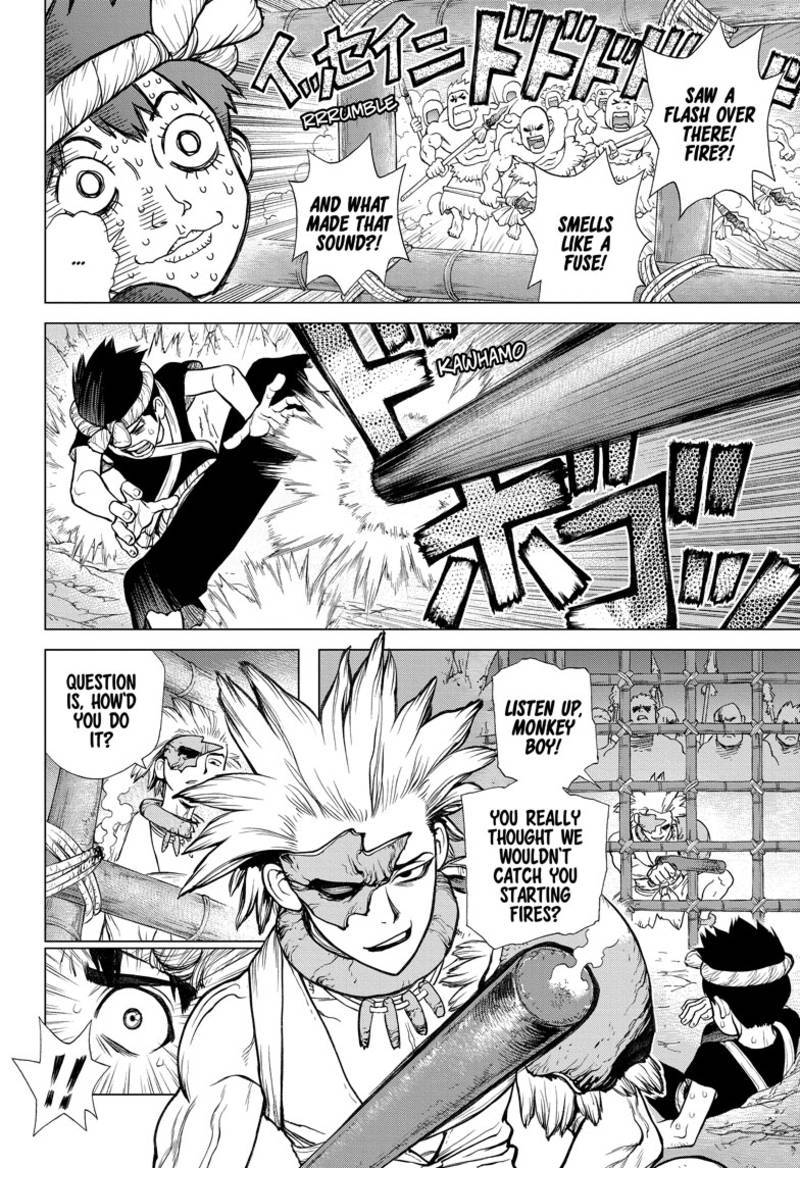 SAW A
FLASH OVER
THERE!
FIRE?!
SMELLS
LIKE A
FUSE!
ドドドド
イッセイニ
RRRUMBLE
AND WHAT
MADE THAT
SOUND?!
...
KAWHAMO
ドボゴッ
LISTEN UP,
MONKEY
BOY!
YOU REALLY
THOUGHT WE
WOULDN'T
CATCH YOU
STARTING
FIRES?
QUESTION
IS, HOW'D
YOU DO
IT?
!!